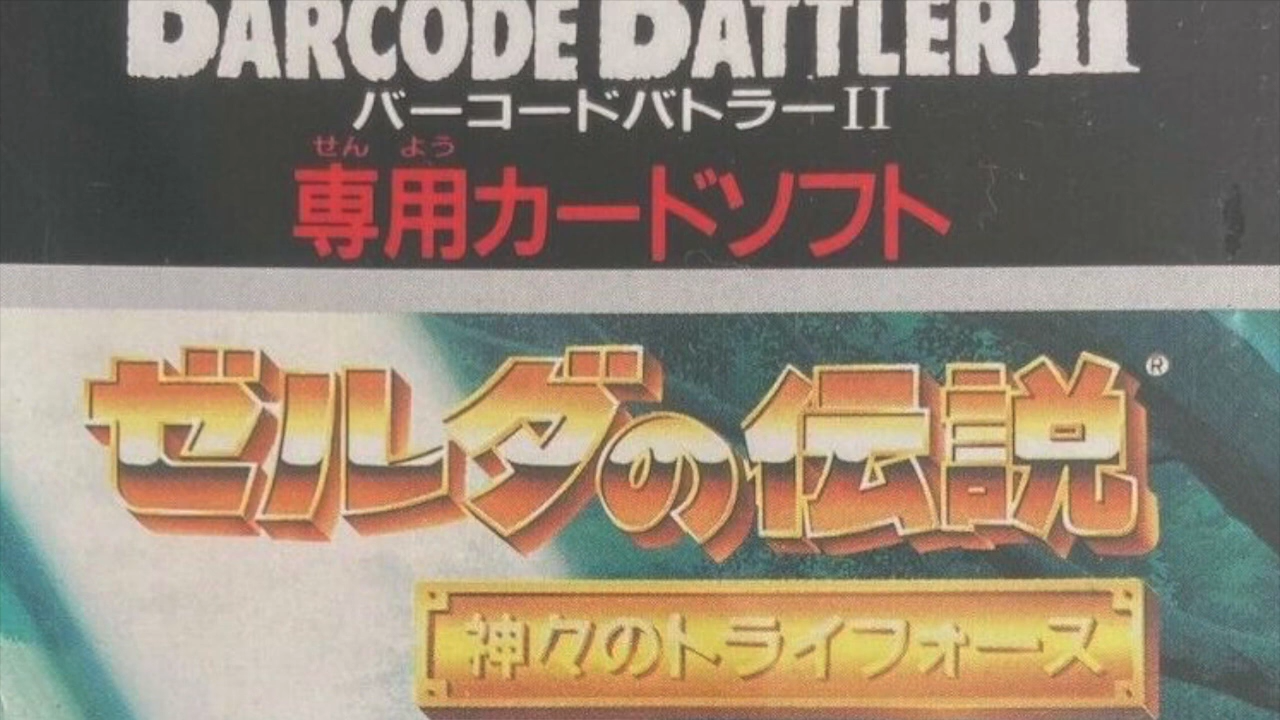 BARCODE BATTLER II
バーコードバトラーII
せん よう
専用カードソフト
ゼルダの伝説®
神々のトライフォース